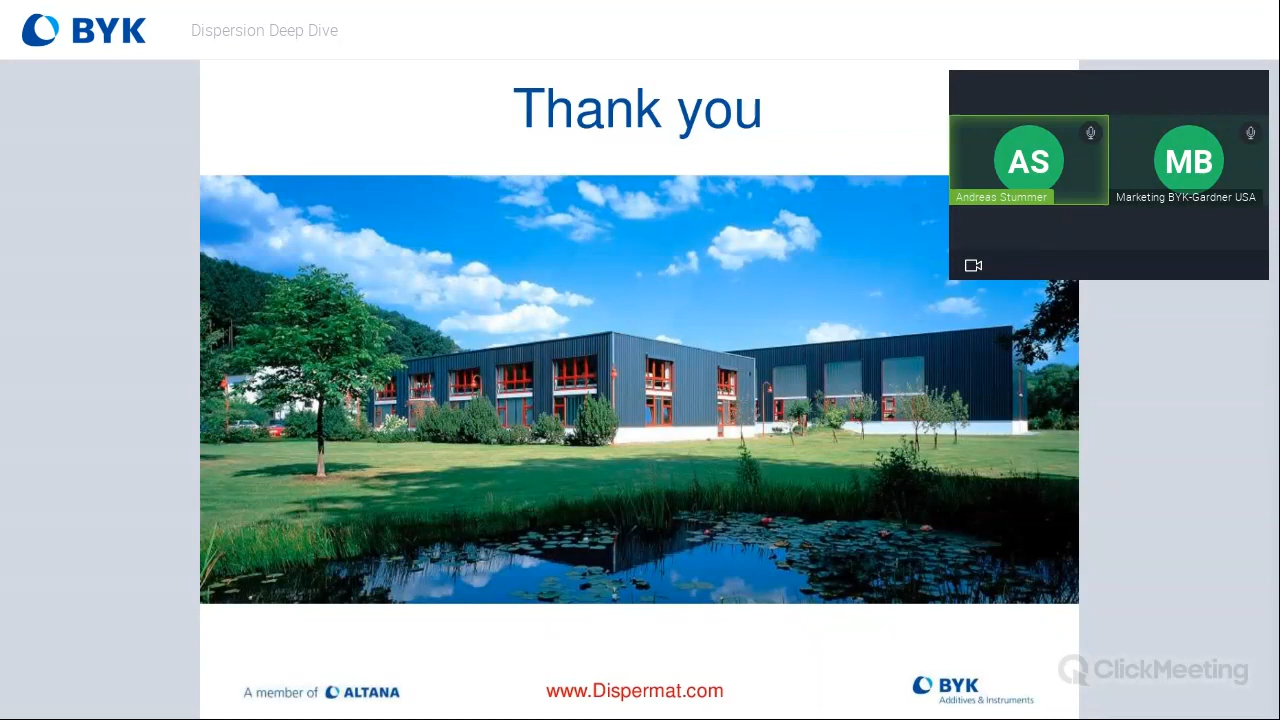 BYK
Dispersion Deep Dive
Thank you
AS
MB
Andreas Stummer
Marketing BYK-Gardner USA
A member of ALTANA
www.Dispermat.com
BYK
Additives & Instruments
ClickMeeting